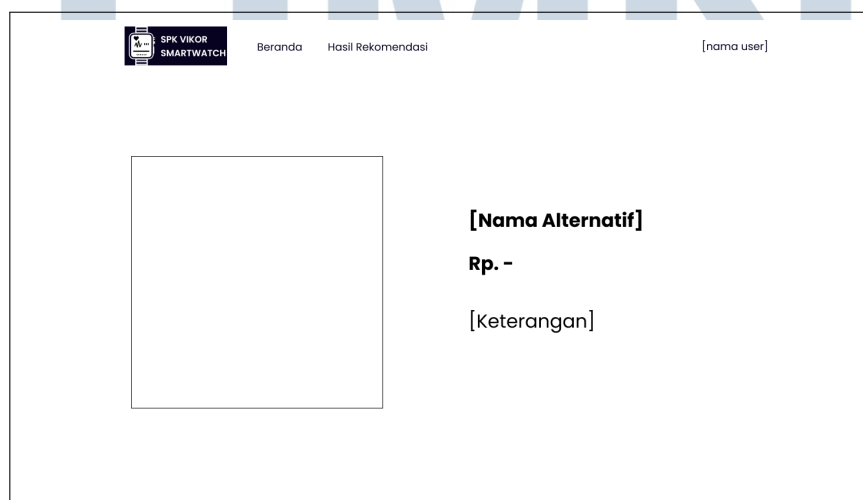 SPK VIKOR
SMARTWATCH
Beranda
Hasil Rekomendasi
[nama user]
[Nama Alternatif]
Rp. -
[Keterangan]